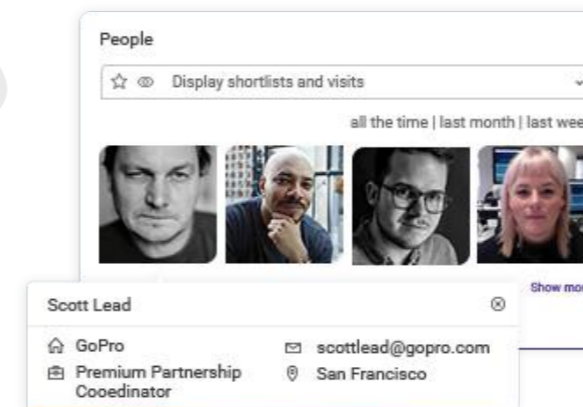 People
Display shortlists and visits
all the time | last month | last wee
Show mo
Scott Lead
GoPro
scottlead@gopro.com
Premium Partnership
Cooedinator
San Francisco